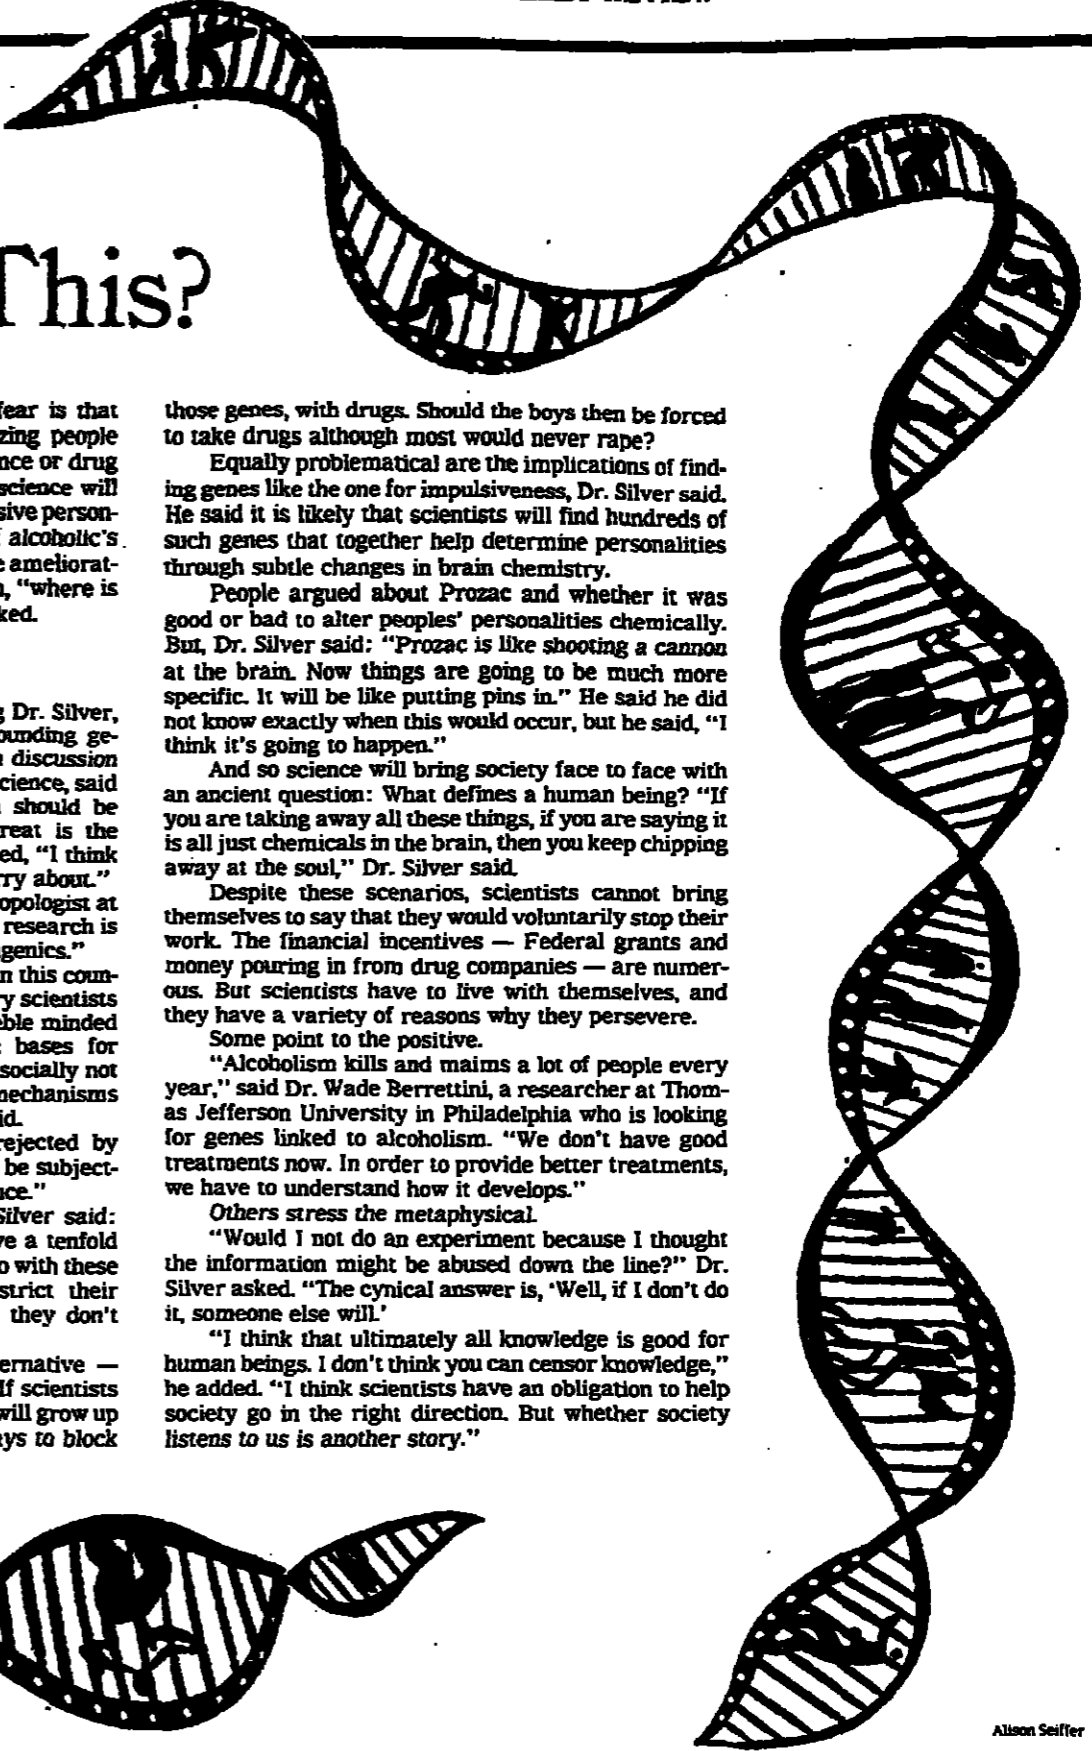 This?
fear is that
zing people
nce or drug
science will
sive person-
alcoholic's
e ameliorat-
"where is
ked.
g Dr. Silver,
ounding ge-
discussion
cience, said
should be
reat is the
ed, "I think
rry about."
opologist at
research is
genics."
n this coun-
ry scientists
eble minded
bases for
socially not
mechanisms
id.
rejected by
be subject-
uce."
Silver said:
ve a tenfold
o with these
strict their
they don't
ernative —
If scientists
will grow up
ays to block
those genes, with drugs. Should the boys then be forced
to take drugs although most would never rape?
Equally problematical are the implications of find-
ing genes like the one for impulsiveness, Dr. Silver said.
He said it is likely that scientists will find hundreds of
such genes that together help determine personalities
through subtle changes in brain chemistry.
People argued about Prozac and whether it was
good or bad to alter peoples' personalities chemically.
But, Dr. Silver said: "Prozac is like shooting a cannon
at the brain. Now things are going to be much more
specific. It will be like putting pins in." He said he did
not know exactly when this would occur, but he said, "I
think it's going to happen."
And so science will bring society face to face with
an ancient question: What defines a human being? "If
you are taking away all these things, if you are saying it
is all just chemicals in the brain, then you keep chipping
away at the soul," Dr. Silver said.
Despite these scenarios, scientists cannot bring
themselves to say that they would voluntarily stop their
work. The financial incentives — Federal grants and
money pouring in from drug companies — are numer-
ous. But scientists have to live with themselves, and
they have a variety of reasons why they persevere.
Some point to the positive.
"Alcoholism kills and maims a lot of people every
year," said Dr. Wade Berrettini, a researcher at Thom-
as Jefferson University in Philadelphia who is looking
for genes linked to alcoholism. "We don't have good
treatments now. In order to provide better treatments,
we have to understand how it develops."
Others stress the metaphysical.
"Would I not do an experiment because I thought
the information might be abused down the line?" Dr.
Silver asked. "The cynical answer is, 'Well, if I don't do
it, someone else will.'
"I think that ultimately all knowledge is good for
human beings. I don't think you can censor knowledge,"
he added. "I think scientists have an obligation to help
society go in the right direction. But whether society
listens to us is another story."
Alison Seiffer